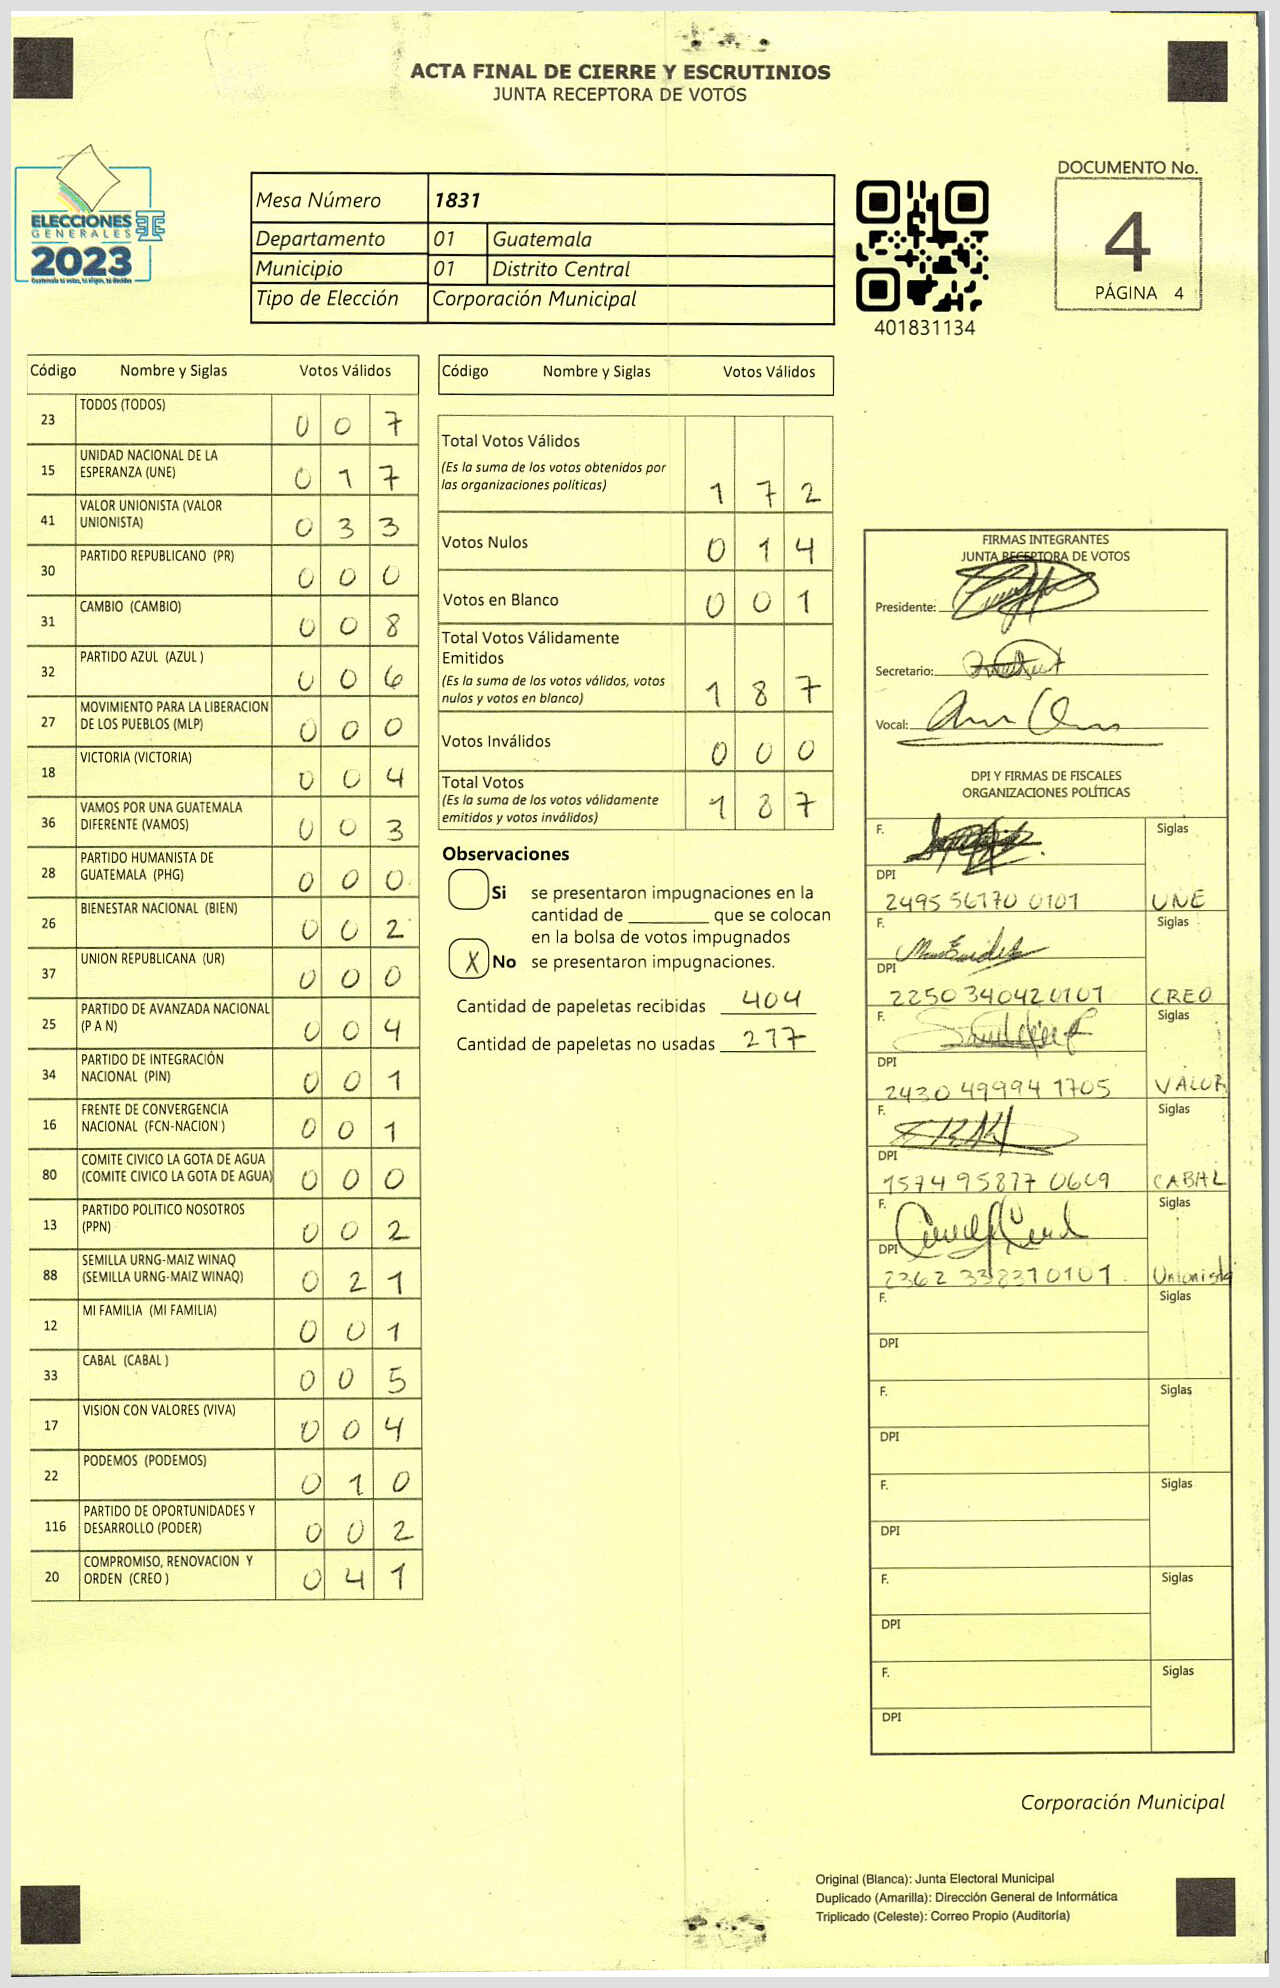 ACTA FINAL DE CIERRE Y ESCRUTINIOS
JUNTA RECEPTORA DE VOTOS
ELECCIONES
GENERALES
2023
Guatemala tú votas, tú eliges, tú decides
Mesa Número 1831
Departamento 01 Guatemala
Municipio 01 Distrito Central
Tipo de Elección Corporación Municipal
401831134
DOCUMENTO No.
4
PÁGINA 4
Código Nombre y Siglas Votos Válidos
23 TODOS (TODOS) 0 0 7
15 UNIDAD NACIONAL DE LA
ESPERANZA (UNE) 0 1 7
41 VALOR UNIONISTA (VALOR
UNIONISTA) 0 3 3
30 PARTIDO REPUBLICANO (PR) 0 0 0
31 CAMBIO (CAMBIO) 0 0 8
32 PARTIDO AZUL (AZUL ) 0 0 6
27 MOVIMIENTO PARA LA LIBERACION
DE LOS PUEBLOS (MLP) 0 0 0
18 VICTORIA (VICTORIA) 0 0 4
36 VAMOS POR UNA GUATEMALA
DIFERENTE (VAMOS) 0 0 3
28 PARTIDO HUMANISTA DE
GUATEMALA (PHG) 0 0 0
26 BIENESTAR NACIONAL (BIEN) 0 0 2
37 UNION REPUBLICANA (UR) 0 0 0
25 PARTIDO DE AVANZADA NACIONAL
(P A N) 0 0 4
34 PARTIDO DE INTEGRACIÓN
NACIONAL (PIN) 0 0 1
16 FRENTE DE CONVERGENCIA
NACIONAL (FCN-NACION ) 0 0 1
80 COMITE CIVICO LA GOTA DE AGUA
(COMITE CIVICO LA GOTA DE AGUA) 0 0 0
13 PARTIDO POLITICO NOSOTROS
(PPN) 0 0 2
88 SEMILLA URNG-MAIZ WINAQ
(SEMILLA URNG-MAIZ WINAQ) 0 2 1
12 MI FAMILIA (MI FAMILIA) 0 0 1
33 CABAL (CABAL ) 0 0 5
17 VISION CON VALORES (VIVA) 0 0 4
22 PODEMOS (PODEMOS) 0 1 0
116 PARTIDO DE OPORTUNIDADES Y
DESARROLLO (PODER) 0 0 2
20 COMPROMISO, RENOVACION Y
ORDEN (CREO ) 0 4 1
Código Nombre y Siglas Votos Válidos
Total Votos Válidos
(Es la suma de los votos obtenidos por
las organizaciones políticas) 1 7 2
Votos Nulos 0 1 4
Votos en Blanco 0 0 1
Total Votos Válidamente
Emitidos
(Es la suma de los votos válidos, votos
nulos y votos en blanco) 1 8 7
Votos Inválidos 0 0 0
Total Votos
(Es la suma de los votos válidamente
emitidos y votos inválidos) 1 8 7
Observaciones
Si se presentaron impugnaciones en la
cantidad de ________ que se colocan
en la bolsa de votos impugnados
X No se presentaron impugnaciones.
Cantidad de papeletas recibidas 404
Cantidad de papeletas no usadas 217
FIRMAS INTEGRANTES
JUNTA RECEPTORA DE VOTOS
Presidente:
Secretario:
Vocal:
DPI Y FIRMAS DE FISCALES
ORGANIZACIONES POLÍTICAS
F. Siglas
DPI
2495 56170 0101 UNE
F. Siglas
DPI
2250 34042 0101 CREO
F. Siglas
DPI
2430 49994 1705 VALOR
F. Siglas
DPI
1574 95877 0609 CABAL
F. Siglas
DPI
2362 33831 0101 Unionista
F. Siglas
DPI
F. Siglas
DPI
F. Siglas
DPI
F. Siglas
DPI
F. Siglas
DPI
Corporación Municipal
Original (Blanca): Junta Electoral Municipal
Duplicado (Amarilla): Dirección General de Informática
Triplicado (Celeste): Correo Propio (Auditoría)